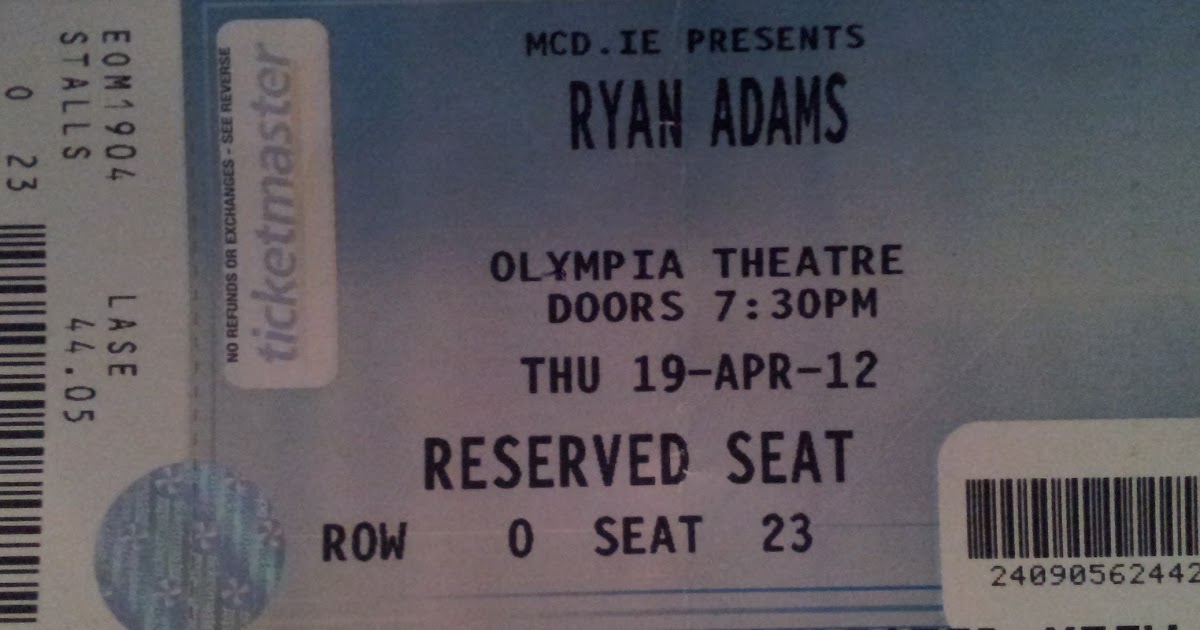 EOM1904 LASE
STALLS 44.05
O 23
NO REFUNDS OR EXCHANGES - SEE REVERSE
ticketmaster
MCD.IE PRESENTS
RYAN ADAMS
OLYMPIA THEATRE
DOORS 7:30PM
THU 19-APR-12
RESERVED SEAT
ROW O SEAT 23
24090562442